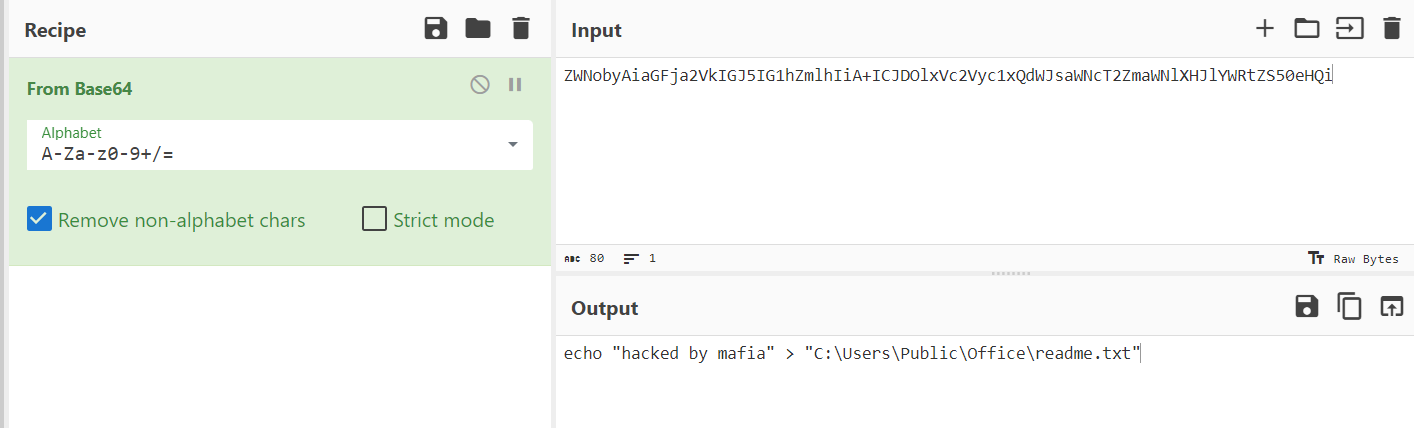 Recipe
From Base64
Alphabet
A-Za-z0-9+/=
Remove non-alphabet chars
Strict mode
Input
ZWNobyAiaGFja2VkIGJ5IG1hZmlhIiA+ICJDOlxVc2Vyc1xQdWJsaWNcT2ZmaWNlXHJlYWRtZS50eHQi
ABC 80
1
TT Raw Bytes
Output
echo "hacked by mafia" > "C:\Users\Public\Office\readme.txt"